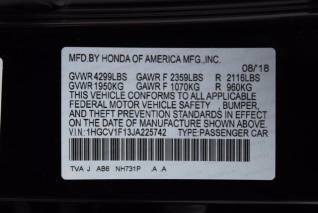 MFD.BY HONDA OF AMERICA MFG.,INC.
08/18
GVWR 4299LBS GAWR F 2359LBS R 2116LBS
GVWR 1950KG GAWR F 1070KG R 960KG
THIS VEHICLE CONFORMS TO ALL APPLICABLE
FEDERAL MOTOR VEHICLE SAFETY, BUMPER,
AND THEFT PREVENTION STANDARDS IN EFFECT
ON THE DATE OF MANUFACTURE SHOWN ABOVE.
V.I.N: 1HGCV1F13JA225742 TYPE PASSENGER CAR
TVA J AB6 NH731P A A